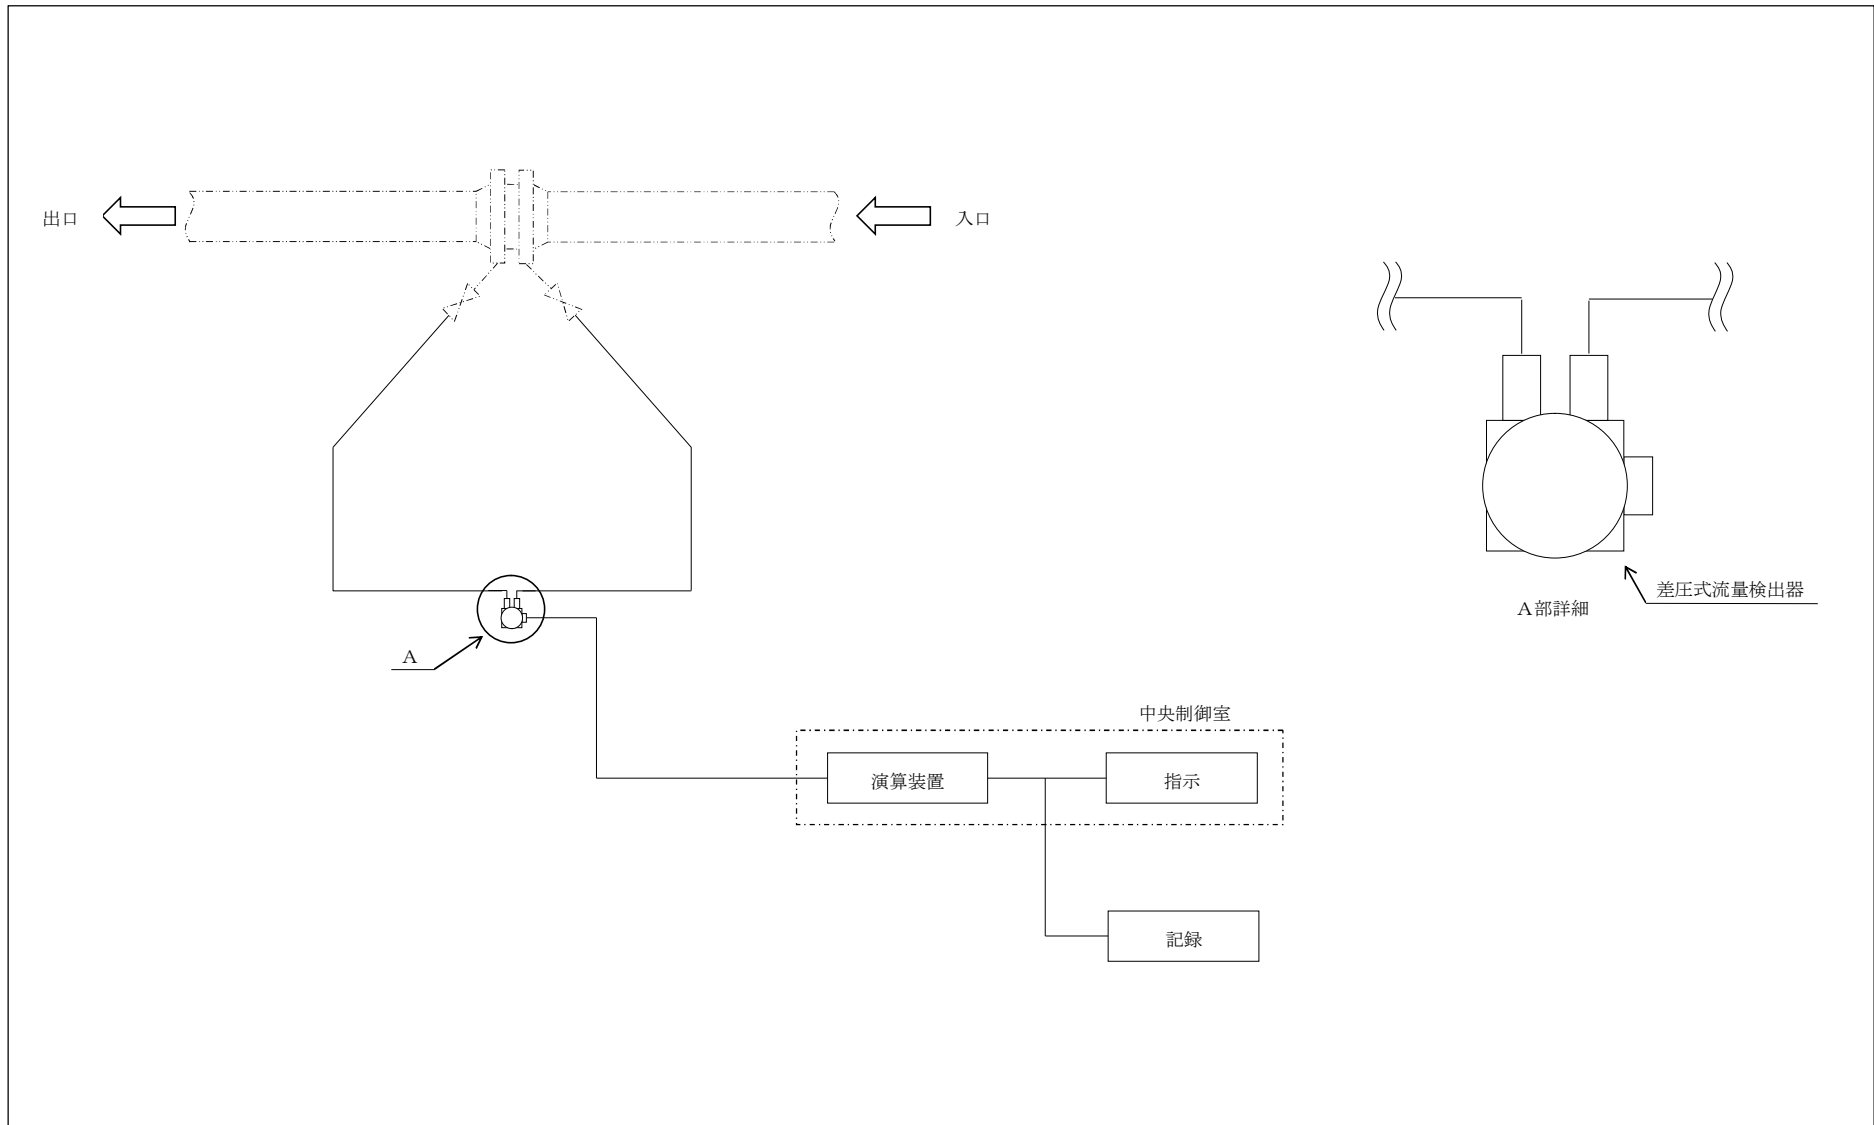 出口
入口
差圧式流量検出器
A部詳細
A
中央制御室
演算装置
指示
記録